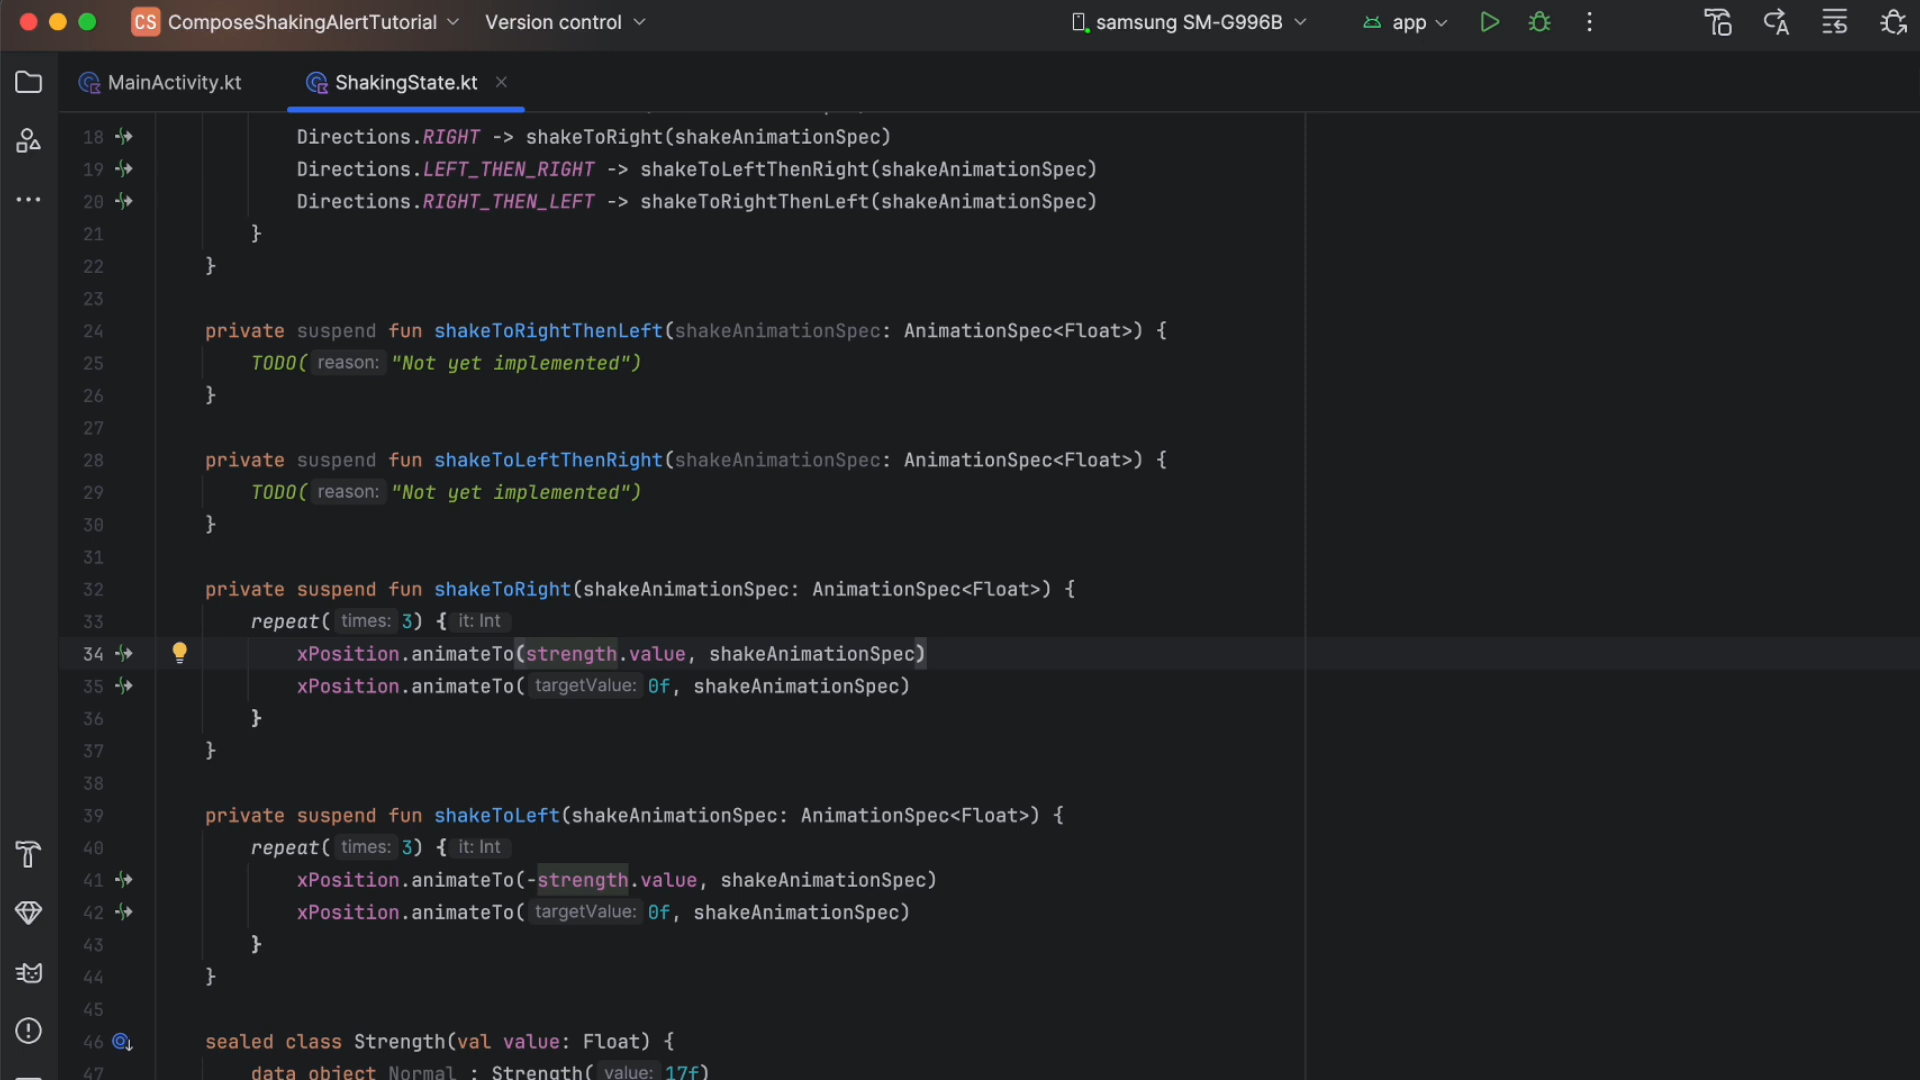 CS ComposeShakingAlertTutorial Version control samsung SM-G996B app
MainActivity.kt ShakingState.kt
18 Directions.RIGHT -> shakeToRight(shakeAnimationSpec)
19 Directions.LEFT_THEN_RIGHT -> shakeToLeftThenRight(shakeAnimationSpec)
20 Directions.RIGHT_THEN_LEFT -> shakeToRightThenLeft(shakeAnimationSpec)
21 }
22 }
23
24 private suspend fun shakeToRightThenLeft(shakeAnimationSpec: AnimationSpec<Float>) {
25 TODO( reason: "Not yet implemented")
26 }
27
28 private suspend fun shakeToLeftThenRight(shakeAnimationSpec: AnimationSpec<Float>) {
29 TODO( reason: "Not yet implemented")
30 }
31
32 private suspend fun shakeToRight(shakeAnimationSpec: AnimationSpec<Float>) {
33 repeat( times: 3) { it: Int
34 xPosition.animateTo(strength.value, shakeAnimationSpec)
35 xPosition.animateTo( targetValue: 0f, shakeAnimationSpec)
36 }
37 }
38
39 private suspend fun shakeToLeft(shakeAnimationSpec: AnimationSpec<Float>) {
40 repeat( times: 3) { it: Int
41 xPosition.animateTo(-strength.value, shakeAnimationSpec)
42 xPosition.animateTo( targetValue: 0f, shakeAnimationSpec)
43 }
44 }
45
46 sealed class Strength(val value: Float) {
47 data object Normal : Strength( value: 17f)